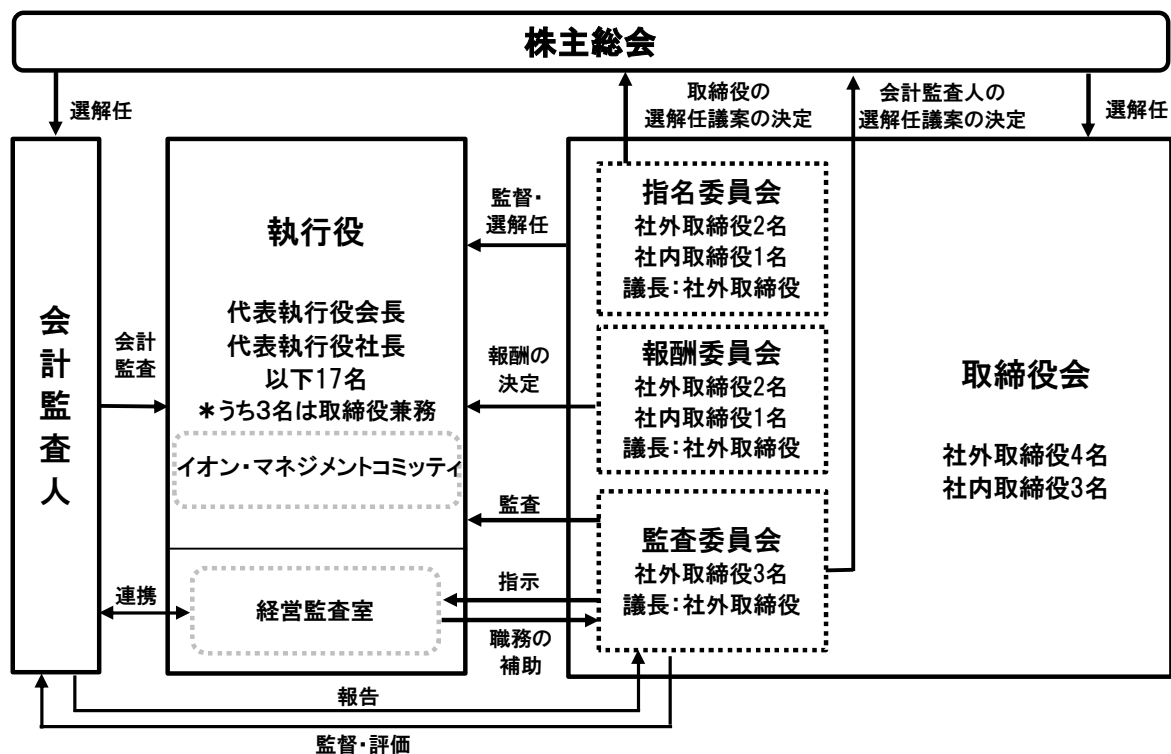 株主総会
選解任
取締役の
選解任議案の決定
会計監査人の
選解任議案の決定
選解任
会計監査人
会計
監査
連携
執行役
代表執行役会長
代表執行役社長
以下17名
*うち3名は取締役兼務
イオン・マネジメントコミッティ
経営監査室
監督・
選解任
報酬の
決定
監査
指示
職務の
補助
指名委員会
社外取締役2名
社内取締役1名
議長:社外取締役
報酬委員会
社外取締役2名
社内取締役1名
議長:社外取締役
監査委員会
社外取締役3名
議長:社外取締役
取締役会
社外取締役4名
社内取締役3名
報告
監督・評価